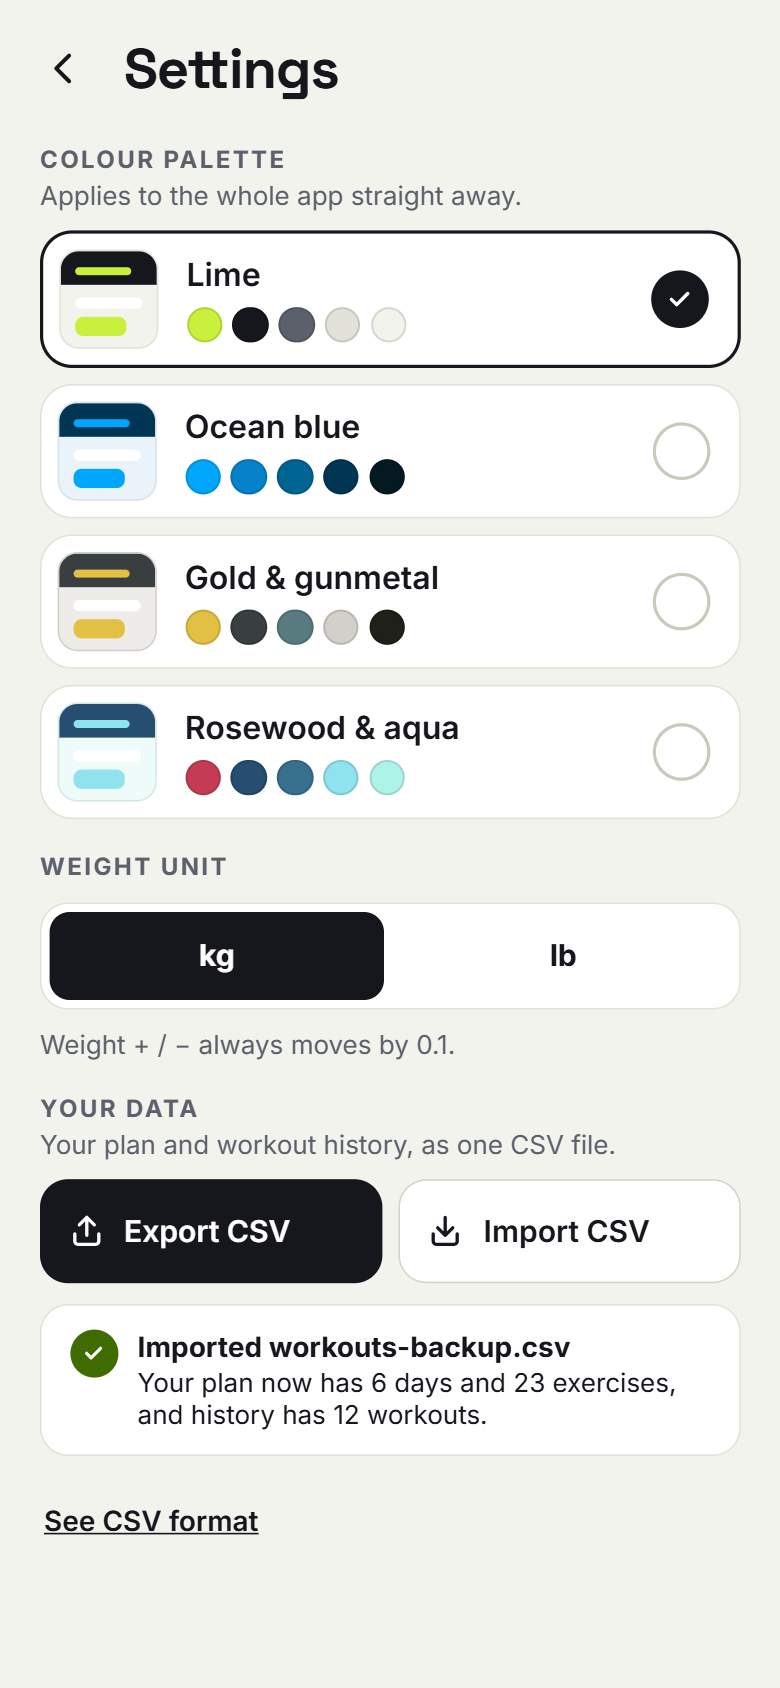 Settings
COLOUR PALETTE
Applies to the whole app straight away.
Lime
Ocean blue
Gold & gunmetal
Rosewood & aqua
WEIGHT UNIT
kg
lb
Weight + / − always moves by 0.1.
YOUR DATA
Your plan and workout history, as one CSV file.
Export CSV
Import CSV
Imported workouts-backup.csv
Your plan now has 6 days and 23 exercises,
and history has 12 workouts.
See CSV format